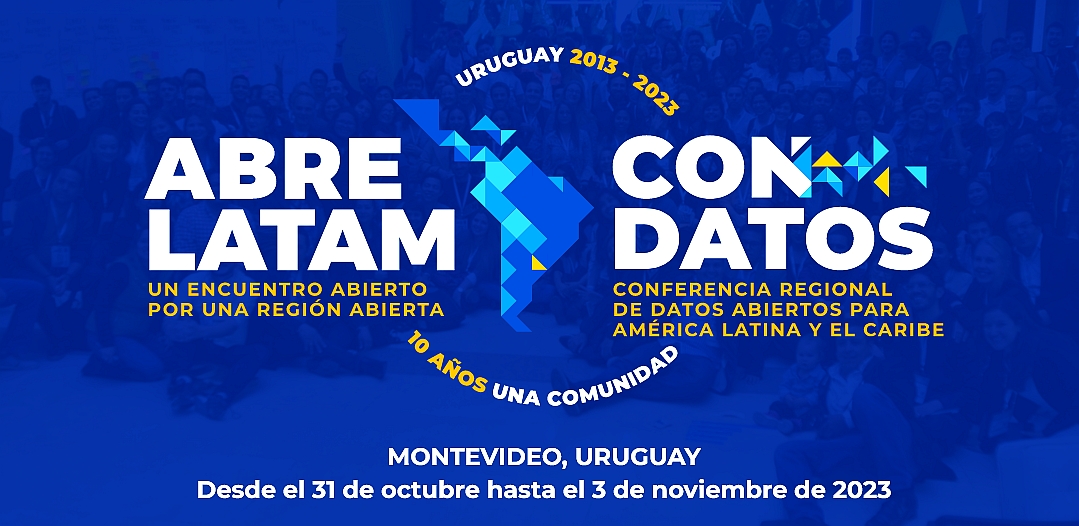 URUGUAY 2013 - 2023
ABRE
LATAM
UN ENCUENTRO ABIERTO
POR UNA REGIÓN ABIERTA
CON
DATOS
CONFERENCIA REGIONAL
DE DATOS ABIERTOS PARA
AMÉRICA LATINA Y EL CARIBE
10 AÑOS UNA COMUNIDAD
MONTEVIDEO, URUGUAY
Desde el 31 de octubre hasta el 3 de noviembre de 2023